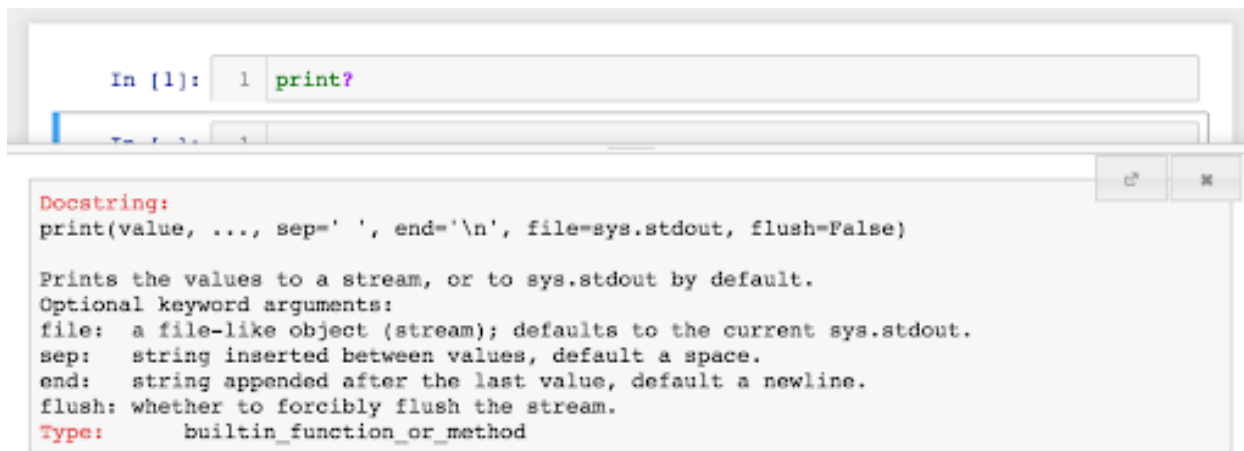 In [1]: 1 print?
1
Docstring:
print(value, ..., sep=' ', end='\n', file=sys.stdout, flush=False)
Prints the values to a stream, or to sys.stdout by default.
Optional keyword arguments:
file: a file-like object (stream); defaults to the current sys.stdout.
sep: string inserted between values, default a space.
end: string appended after the last value, default a newline.
flush: whether to forcibly flush the stream.
Type: builtin_function_or_method